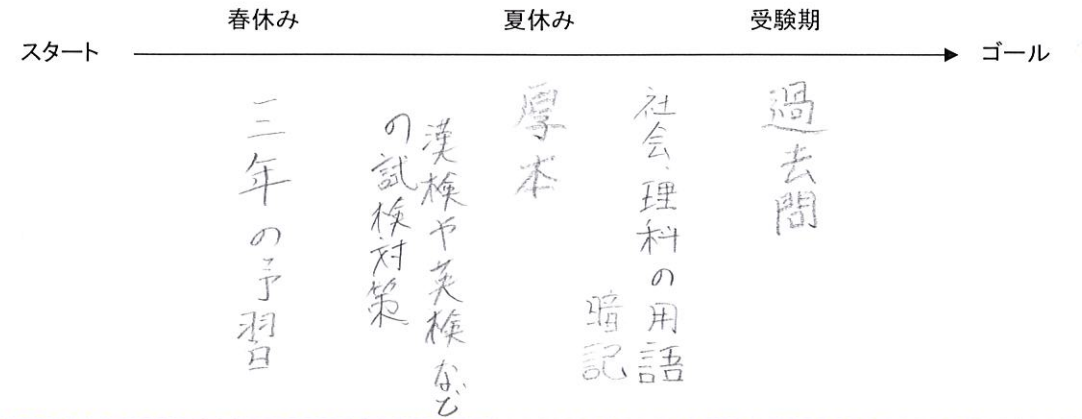 春休み
夏休み
受験期
スタート
ゴール
三年の予習
漢検や英検など
の試検対策
厚本
社会、理科の用語
暗記
過去問